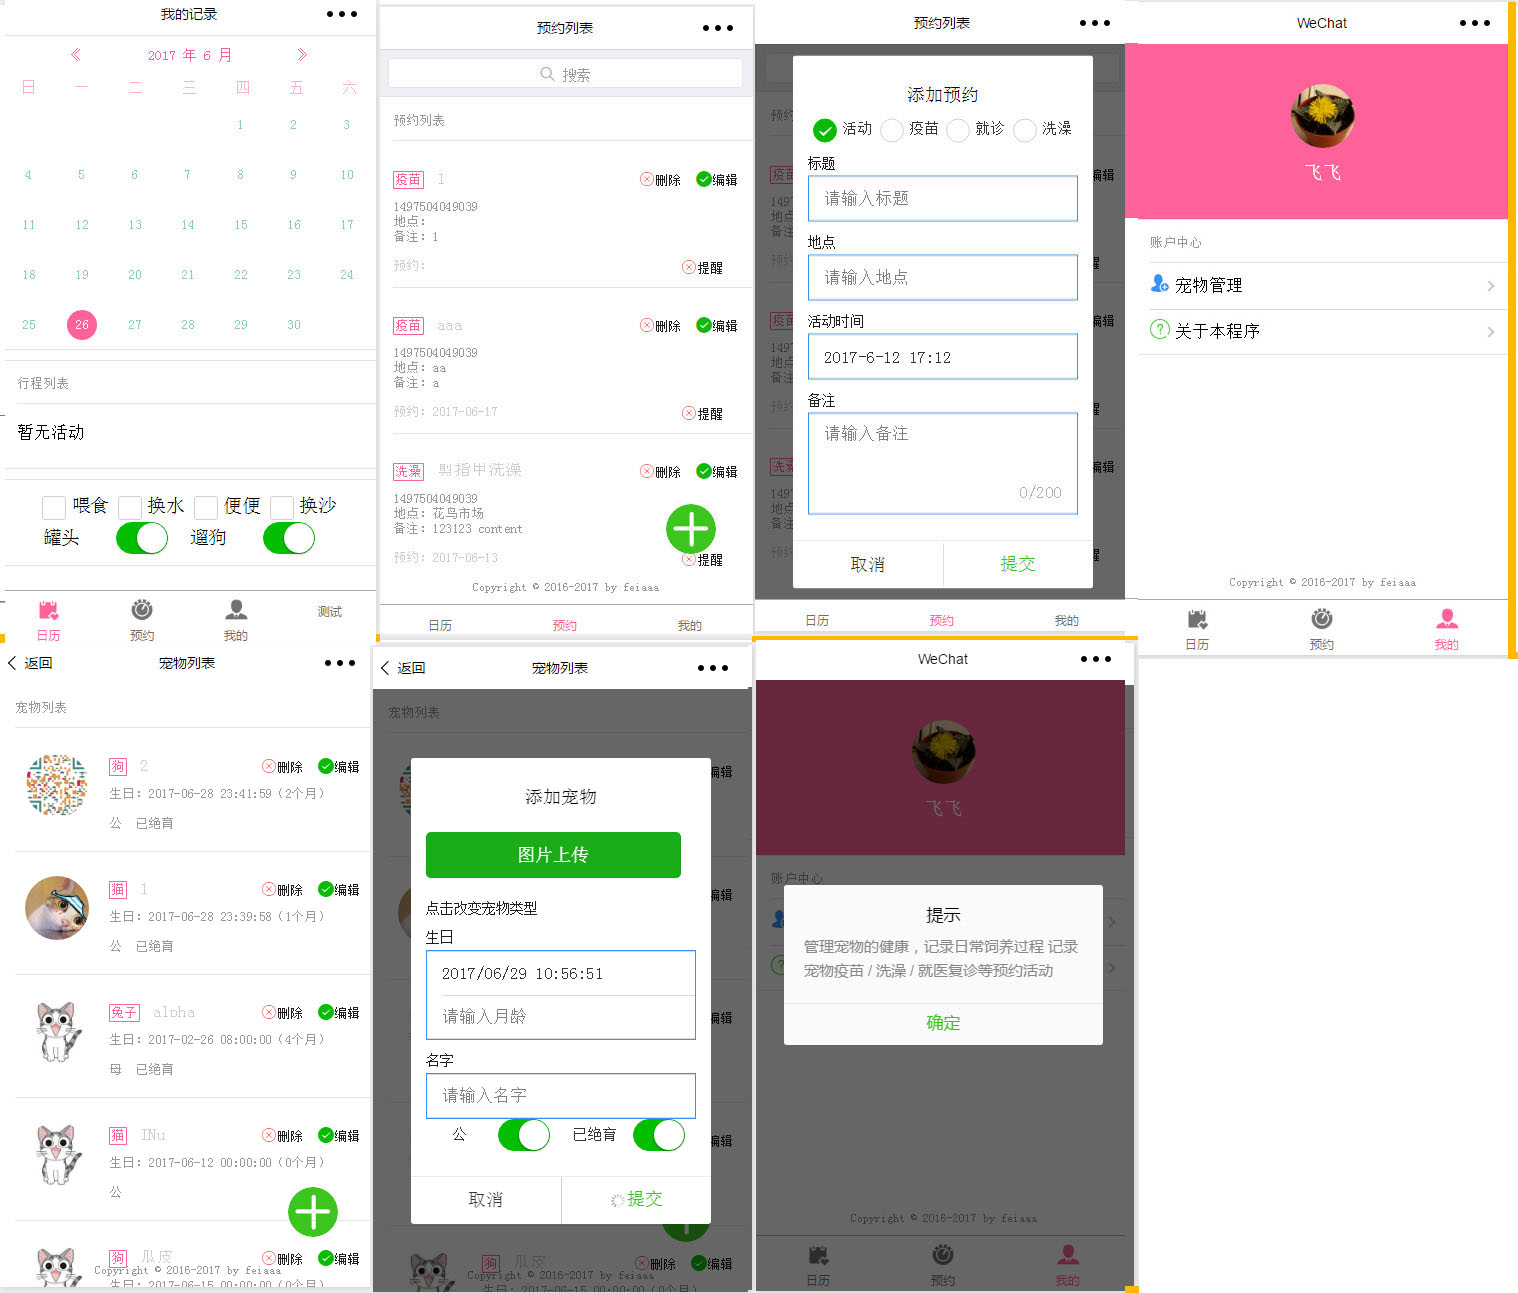 我的记录
2017 年 6 月
日 一 二 三 四 五 六
1 2 3
4 5 6 7 8 9 10
11 12 13 14 15 16 17
18 19 20 21 22 23 24
25 26 27 28 29 30
行程列表
暂无活动
喂食 换水 便便 换沙
罐头 遛狗
日历 预约 我的 测试
预约列表
搜索
预约列表
疫苗 1 删除 编辑
1497504049039
地点:
备注: 1
预约: 提醒
疫苗 aaa 删除 编辑
1497504049039
地点: aa
备注: a
预约: 2017-06-17 提醒
洗澡 剪指甲洗澡 删除 编辑
1497504049039
地点: 花鸟市场
备注: 123123 content
预约: 2017-06-13 提醒
Copyright © 2016-2017 by feiaaa
日历 预约 我的
预约列表
添加预约
活动 疫苗 就诊 洗澡
标题
请输入标题
地点
请输入地点
活动时间
2017-6-12 17:12
备注
请输入备注
0/200
取消 提交
日历 预约 我的
WeChat
飞飞
账户中心
宠物管理
关于本程序
Copyright © 2016-2017 by feiaaa
日历 预约 我的
返回 宠物列表
宠物列表
狗 2 删除 编辑
生日: 2017-06-28 23:41:59 (2个月)
公 已绝育
猫 1 删除 编辑
生日: 2017-06-28 23:39:58 (1个月)
公 已绝育
兔子 alpha 删除 编辑
生日: 2017-02-26 08:00:00 (4个月)
母 已绝育
猫 INu 删除 编辑
生日: 2017-06-12 00:00:00 (0个月)
公
狗 瓜皮 删除 编辑
Copyright © 2016-2017 by feiaaa
生日: 2017-06-15 00:00:00 (0个月)
返回 宠物列表
宠物列表
添加宠物
图片上传
点击改变宠物类型
生日
2017/06/29 10:56:51
请输入月龄
名字
请输入名字
公 已绝育
取消 提交
狗 瓜皮 删除 编辑
Copyright © 2016-2017 by feiaaa
生日: 2017-06-15 00:00:00 (0个月)
WeChat
飞飞
账户中心
提示
管理宠物的健康，记录日常饲养过程 记录
宠物疫苗 / 洗澡 / 就医复诊等预约活动
确定
Copyright © 2016-2017 by feiaaa
日历 预约 我的